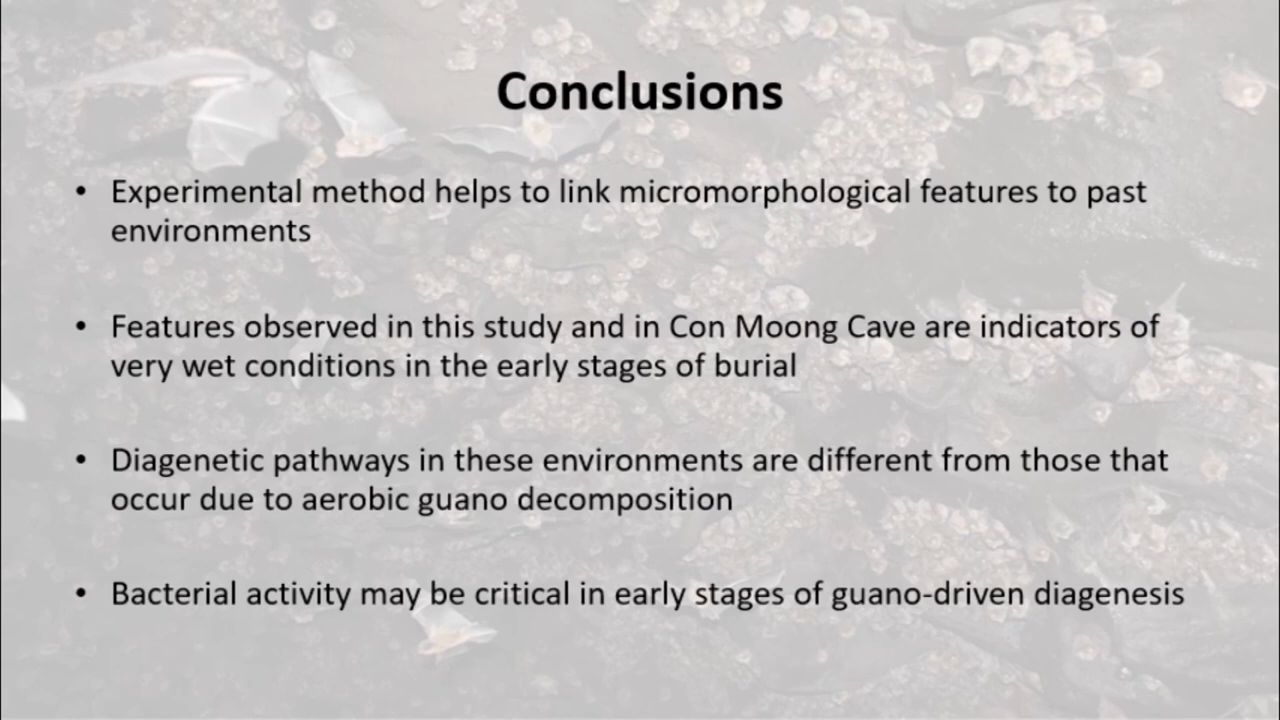 Conclusions
• Experimental method helps to link micromorphological features to past
environments
• Features observed in this study and in Con Moong Cave are indicators of
very wet conditions in the early stages of burial
• Diagenetic pathways in these environments are different from those that
occur due to aerobic guano decomposition
• Bacterial activity may be critical in early stages of guano-driven diagenesis